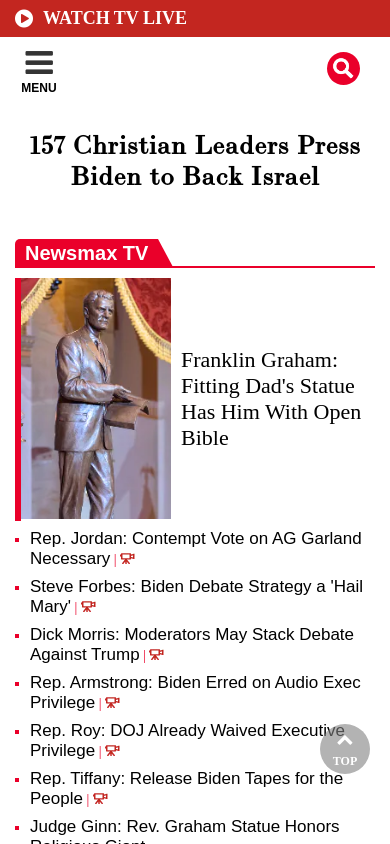 WATCH TV LIVE
MENU
157 Christian Leaders Press
Biden to Back Israel
Newsmax TV
Franklin Graham:
Fitting Dad's Statue
Has Him With Open
Bible
Rep. Jordan: Contempt Vote on AG Garland
Necessary |
Steve Forbes: Biden Debate Strategy a 'Hail
Mary' |
Dick Morris: Moderators May Stack Debate
Against Trump |
Rep. Armstrong: Biden Erred on Audio Exec
Privilege |
Rep. Roy: DOJ Already Waived Executive
Privilege |
TOP
Rep. Tiffany: Release Biden Tapes for the
People |
Judge Ginn: Rev. Graham Statue Honors